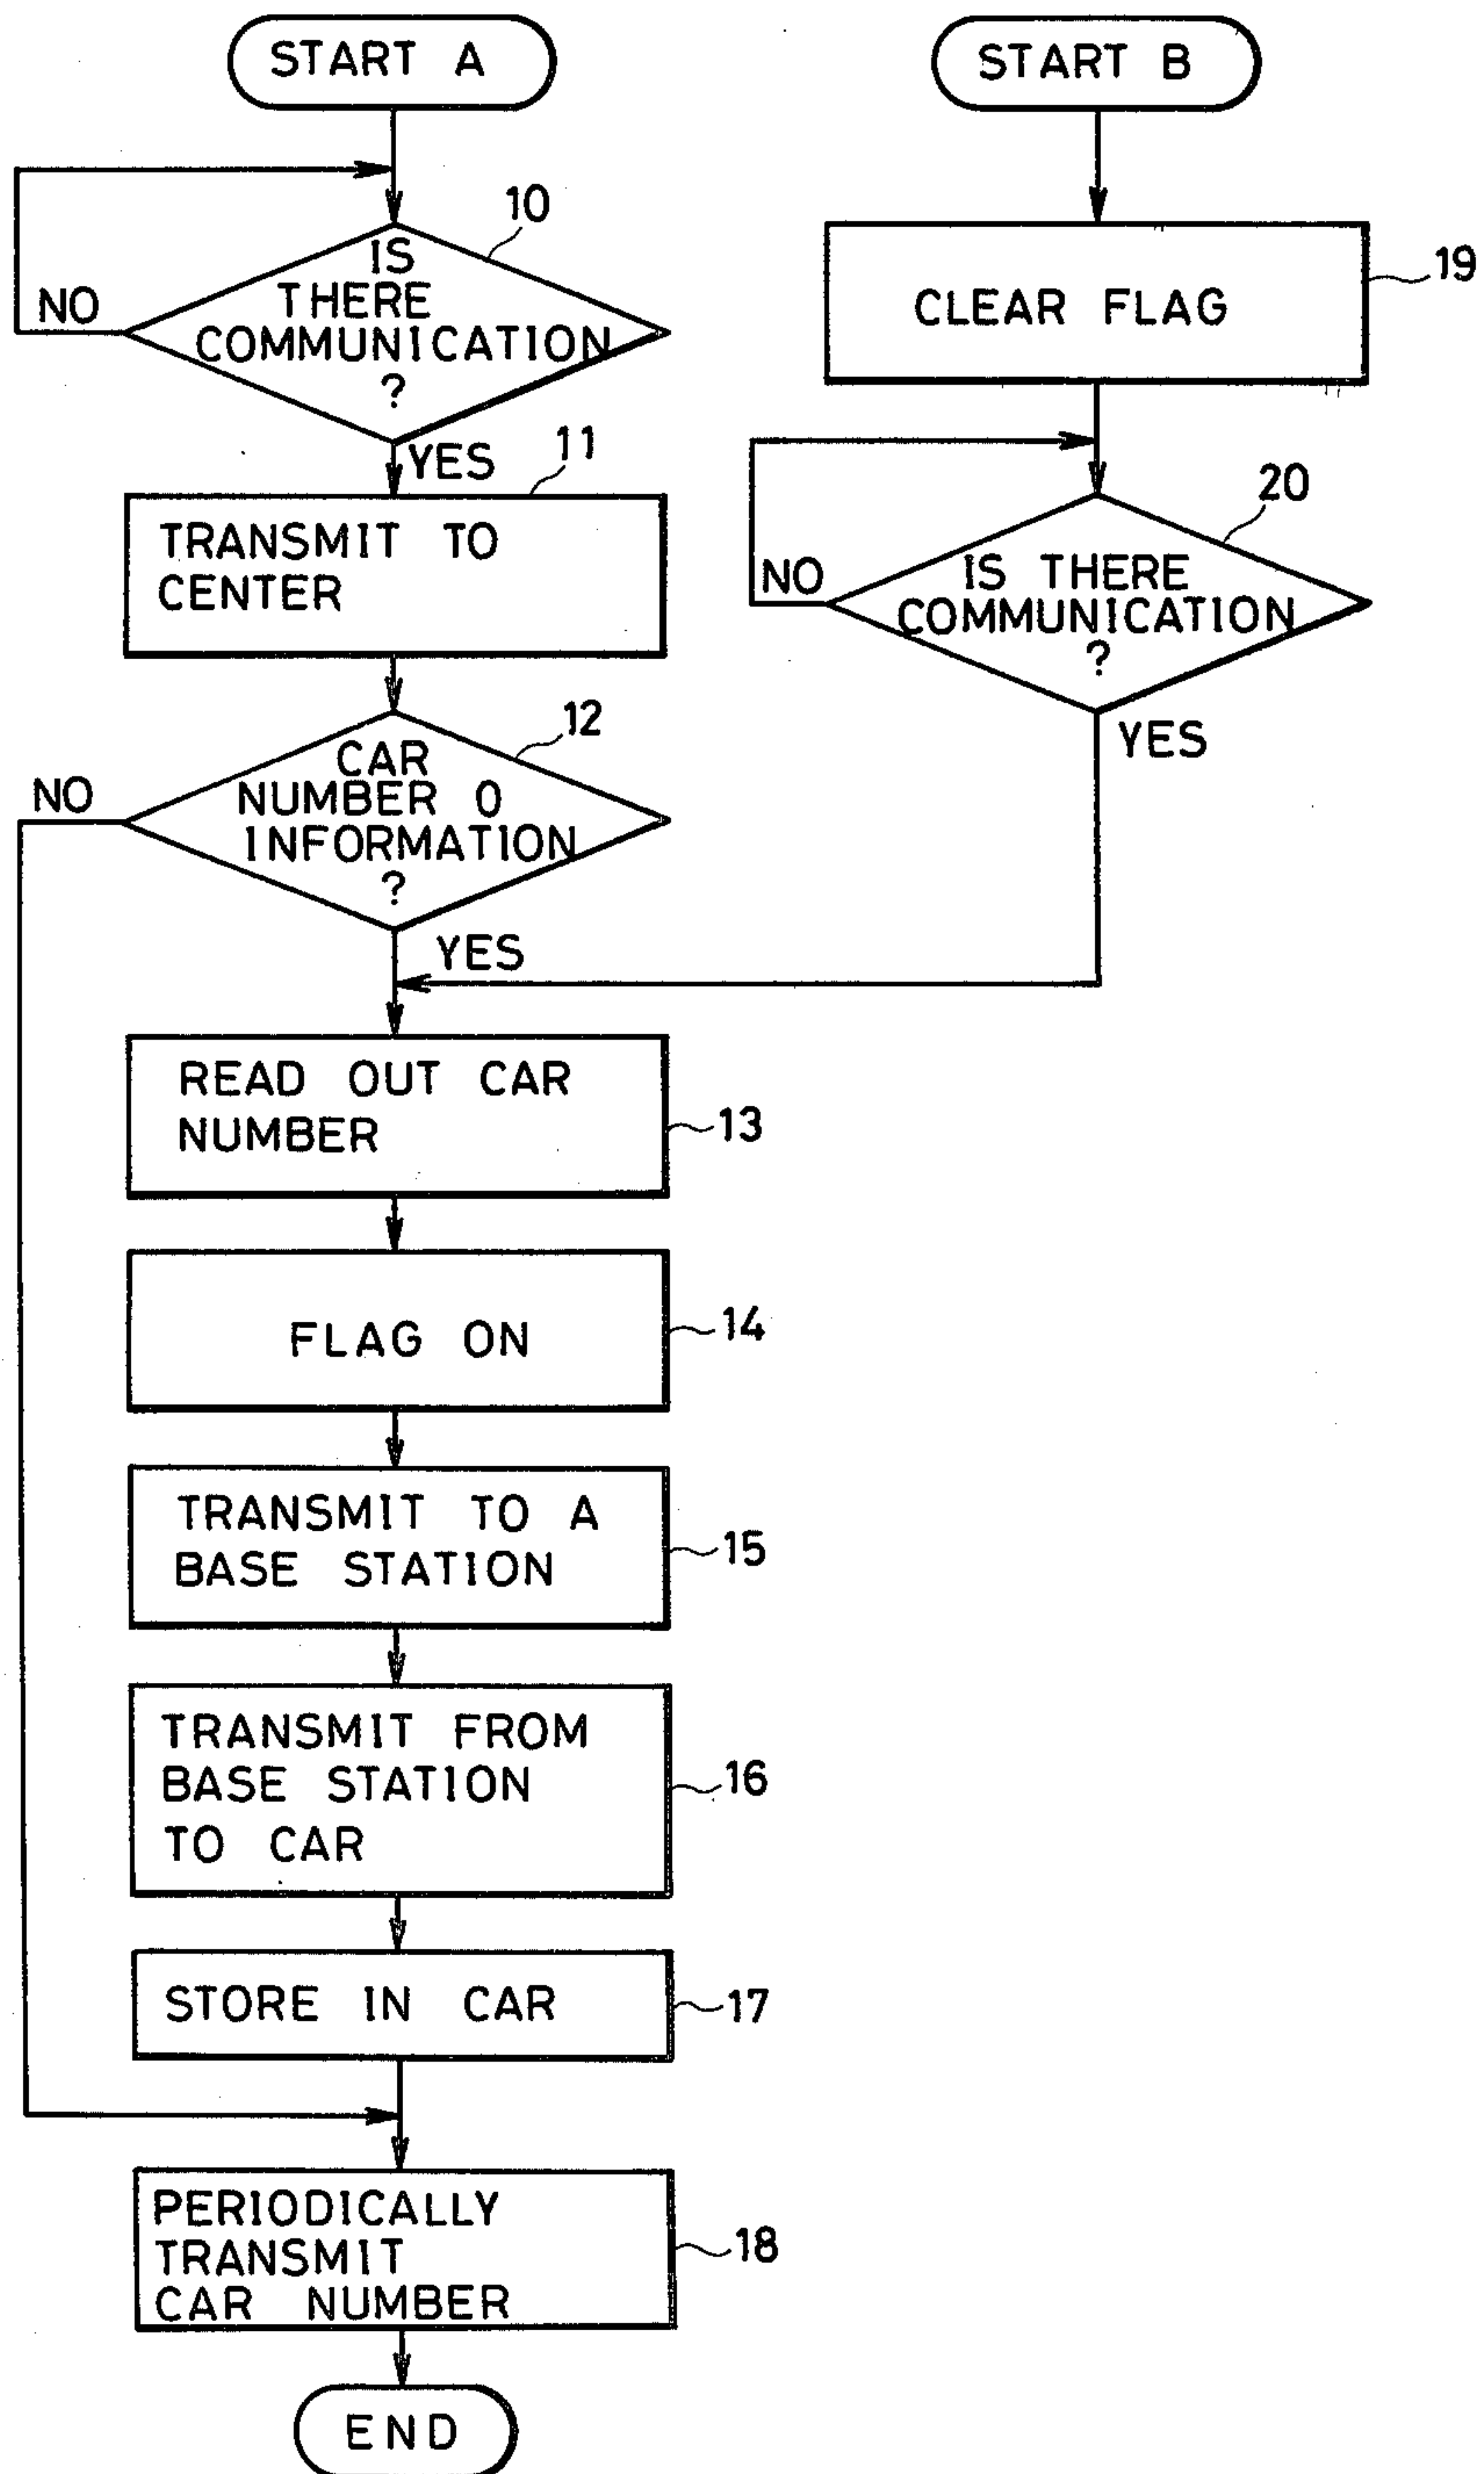 START A
10
IS
THERE
COMMUNICATION
?
NO
YES
11
TRANSMIT TO
CENTER
12
CAR
NUMBER 0
INFORMATION
?
NO
YES
START B
19
CLEAR FLAG
20
IS THERE
COMMUNICATION
?
NO
YES
READ OUT CAR
NUMBER
13
FLAG ON
14
TRANSMIT TO A
BASE STATION
15
TRANSMIT FROM
BASE STATION
TO CAR
16
STORE IN CAR
17
PERIODICALLY
TRANSMIT
CAR NUMBER
18
END